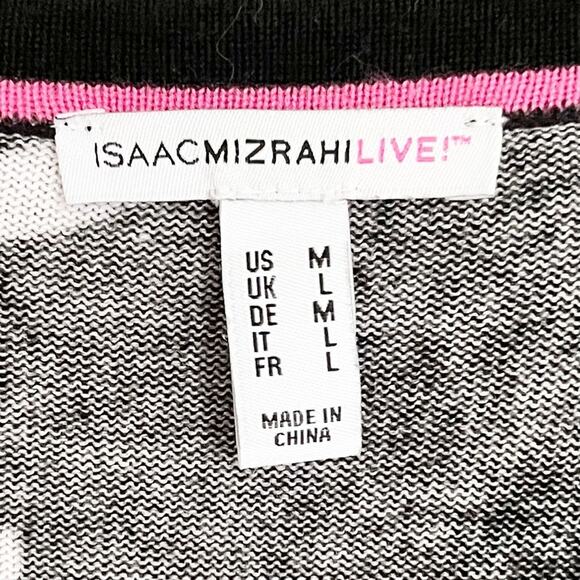 ISAACMIZRAHILIVE!™
US M
UK L
DE M
IT L
FR L
MADE IN
CHINA